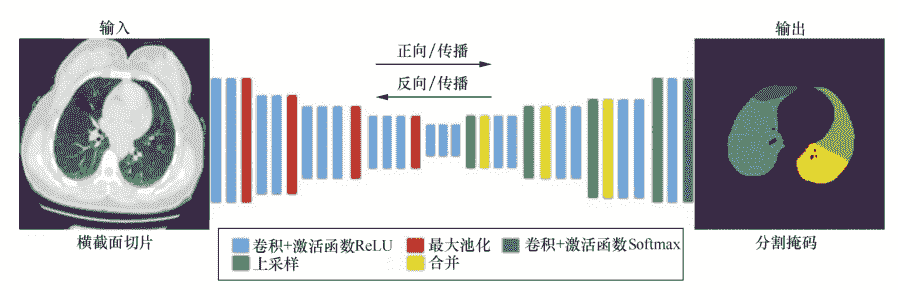 输入
正向/传播
反向/传播
输出
横截面切片
分割掩码
卷积+激活函数ReLU
最大池化
卷积+激活函数Softmax
上采样
合并